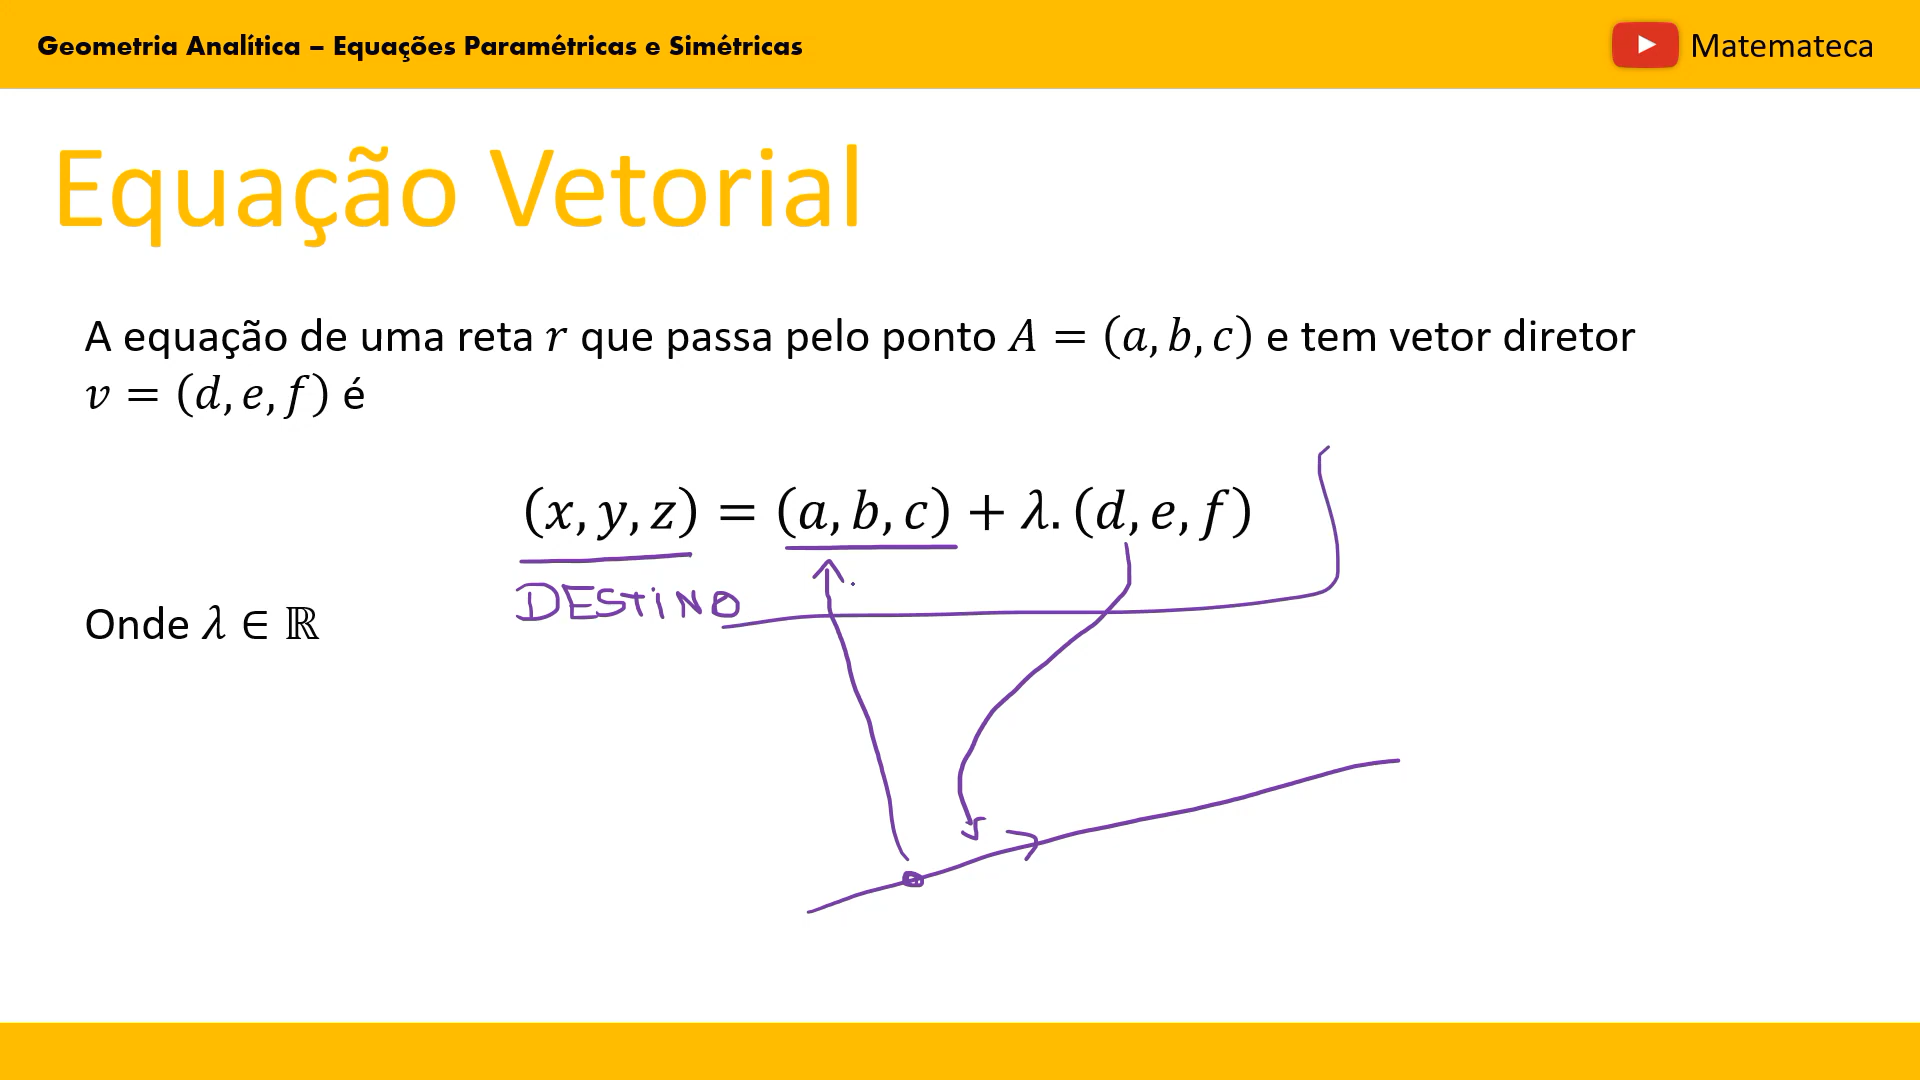 Geometria Analítica – Equações Paramétricas e Simétricas
Matemateca
Equação Vetorial
A equação de uma reta r que passa pelo ponto A = (a, b, c) e tem vetor diretor
v = (d, e, f) é
(x, y, z) = (a, b, c) + λ. (d, e, f)
DESTINO
Onde λ ∈ ℝ